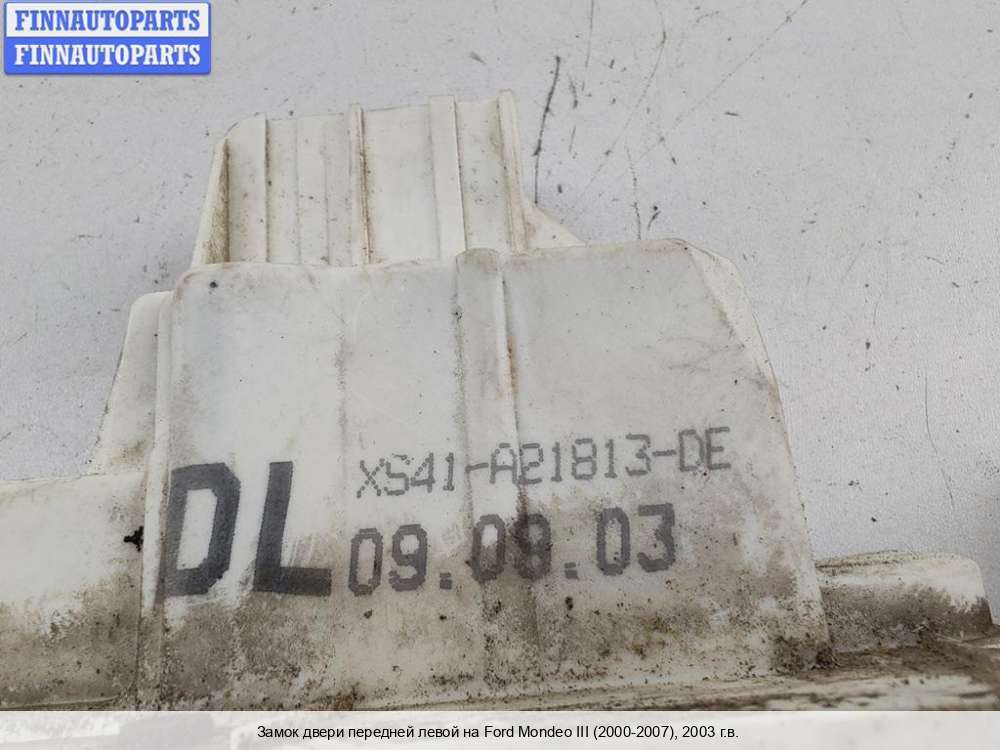 FINNAUTOPARTS
FINNAUTOPARTS
XS41-A21813-DE
DL 09.09.03
Замок двери передней левой на Ford Mondeo III (2000-2007), 2003 г.в.